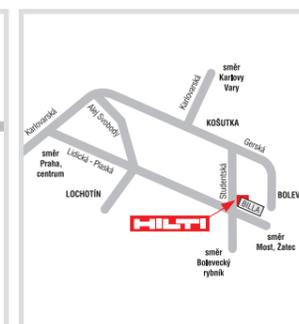 směr
Karlovy
Vary
Karlovarská
KOŠUTKA
Karlovarská
Alej Svobody
Gerská
směr
Praha,
centrum
Lidická - Plaská
Studentská
LOCHOTÍN
BOLEV
BILLA
HILTI
směr
Most, Žatec
směr
Bolevecký
rybník